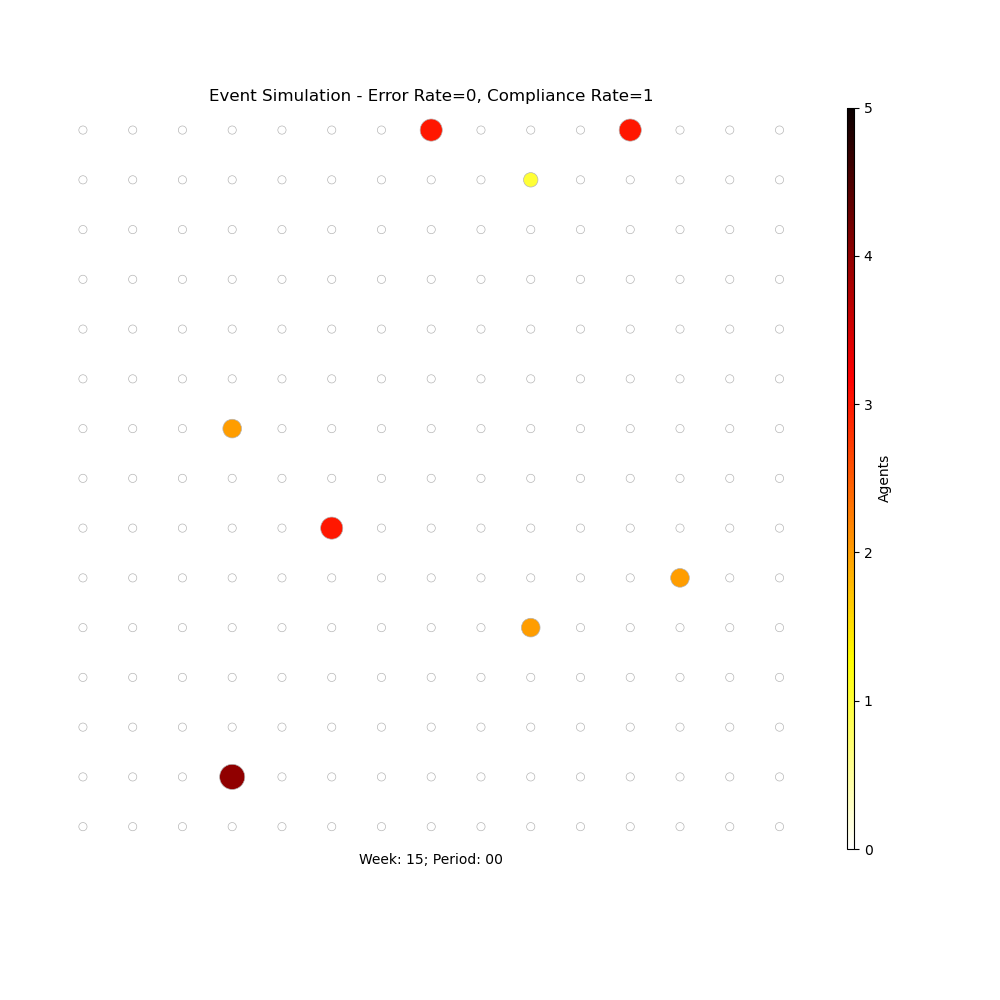 Event Simulation - Error Rate=0, Compliance Rate=1
5
4
3
2
1
0
Agents
Week: 15; Period: 00